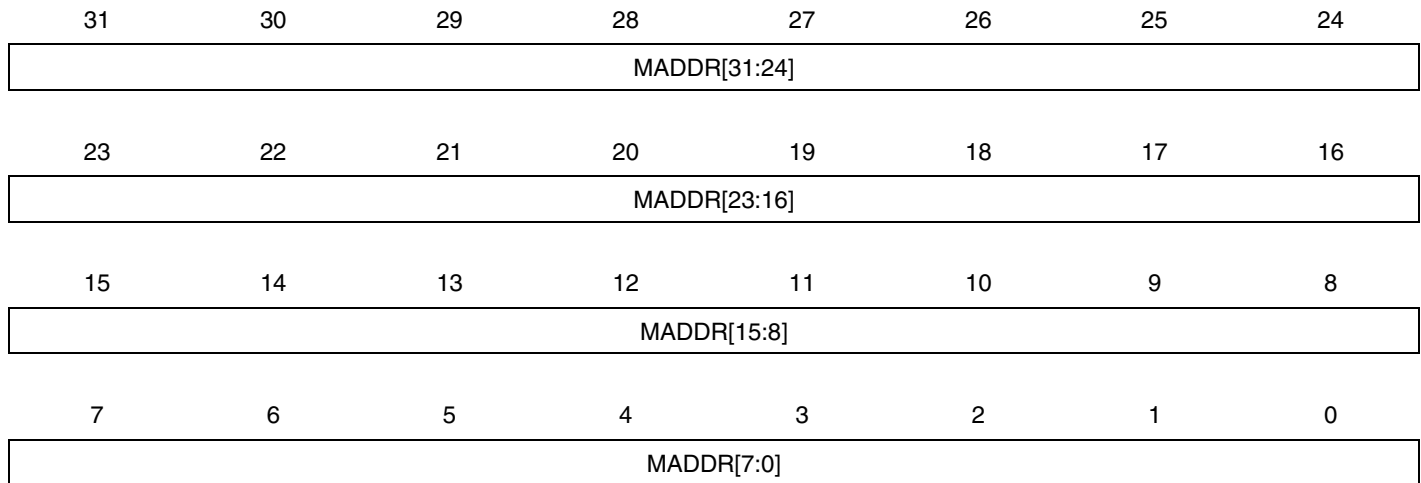 31 30 29 28 27 26 25 24
MADDR[31:24]
23 22 21 20 19 18 17 16
MADDR[23:16]
15 14 13 12 11 10 9 8
MADDR[15:8]
7 6 5 4 3 2 1 0
MADDR[7:0]